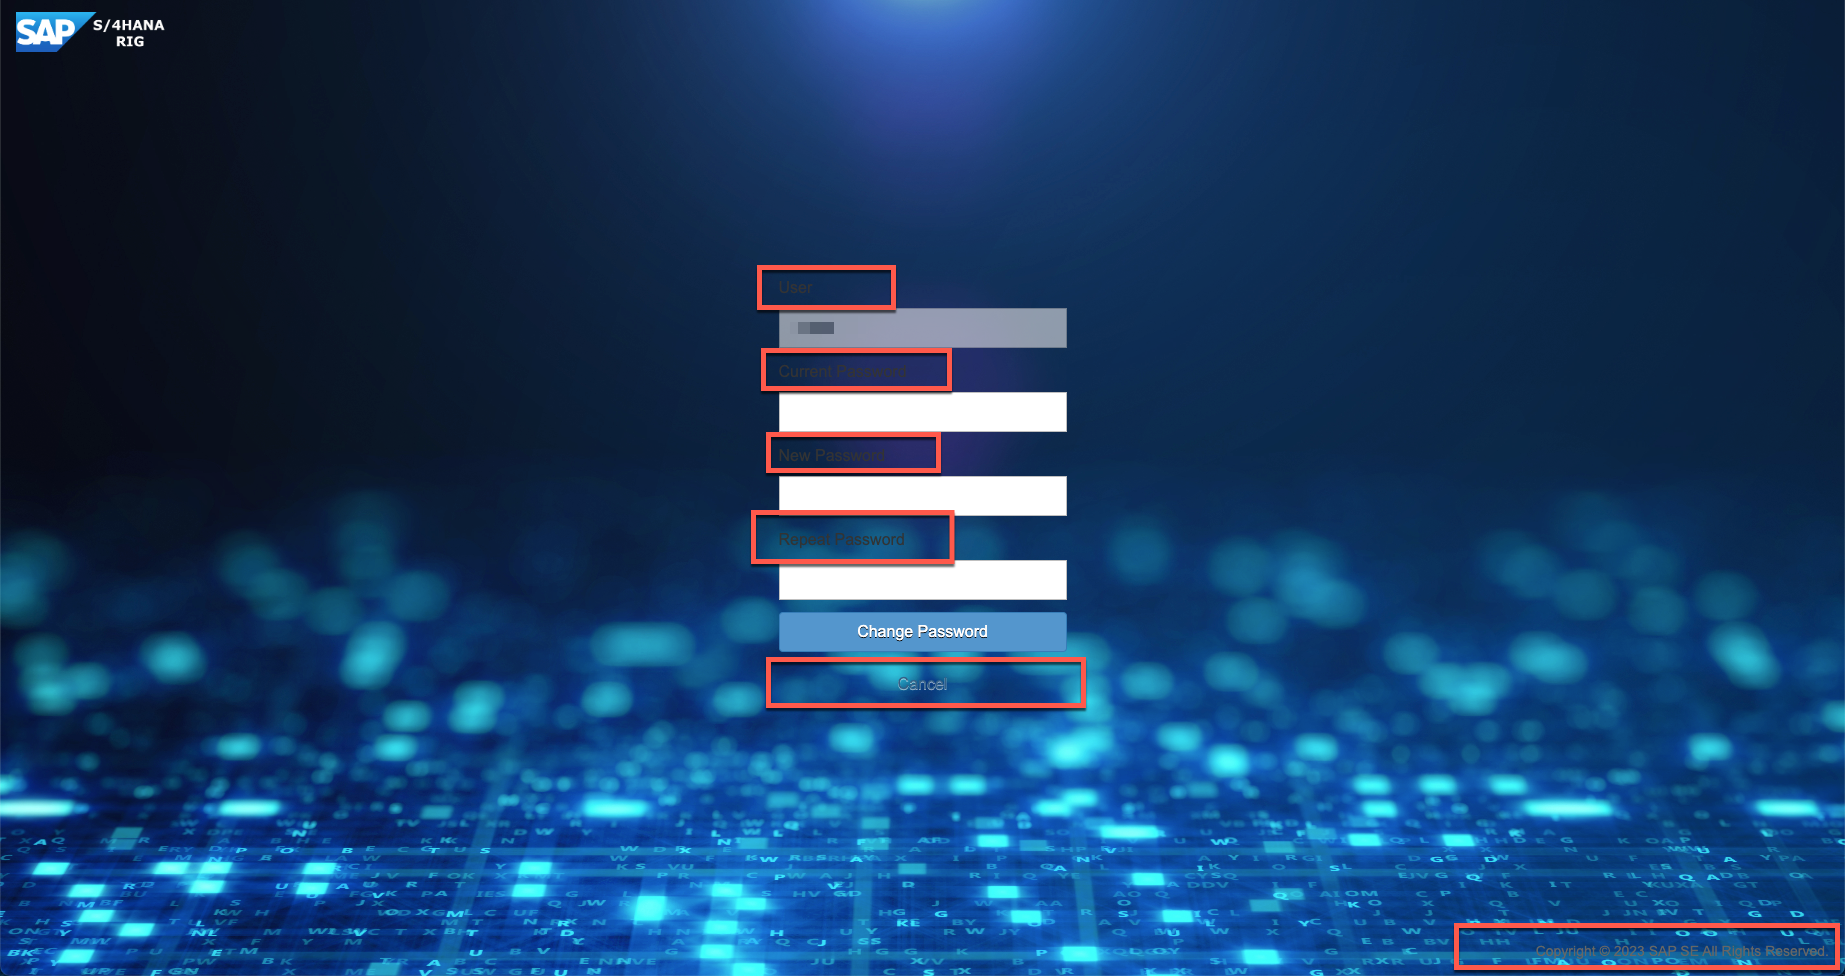 SAP S/4HANA
RIG
User
Current Password
New Password
Repeat Password
Change Password
Cancel
Copyright © 2023 SAP SE All Rights Reserved.